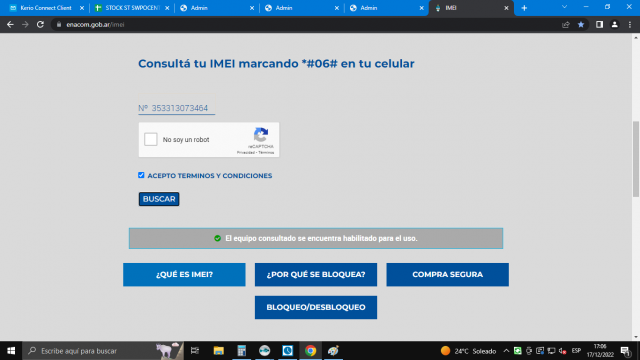 Kerio Connect Client
STOCK ST SWPOCENT
Admin
Admin
Admin
IMEI
enacom.gob.ar/imei
Consultá tu IMEI marcando *#06# en tu celular
Nº 353313073464
No soy un robot
reCAPTCHA
Privacidad • Términos
ACEPTO TERMINOS Y CONDICIONES
BUSCAR
El equipo consultado se encuentra habilitado para el uso.
¿QUÉ ES IMEI?
¿POR QUÉ SE BLOQUEA?
COMPRA SEGURA
BLOQUEO/DESBLOQUEO
Escribe aquí para buscar
24°C Soleado
ESP
17:06
17/12/2022